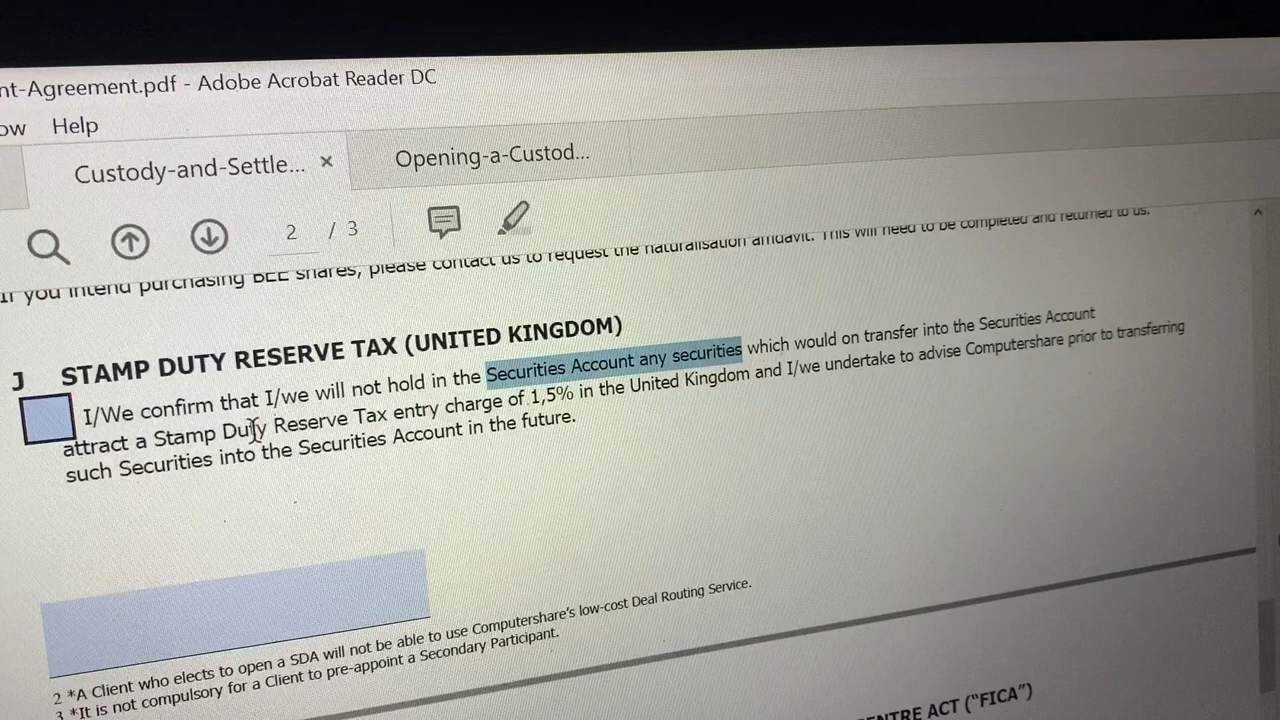 nt-Agreement.pdf - Adobe Acrobat Reader DC
ow Help
Custody-and-Settle... × Opening-a-Custod...
2 / 3
If you intend purchasing BEE shares, please contact us to request the naturalisation affidavit. This will need to be completed and returned to us.
J STAMP DUTY RESERVE TAX (UNITED KINGDOM)
I/We confirm that I/we will not hold in the Securities Account any securities which would on transfer into the Securities Account
attract a Stamp Duty Reserve Tax entry charge of 1,5% in the United Kingdom and I/we undertake to advise Computershare prior to transferring
such Securities into the Securities Account in the future.
2 *A Client who elects to open a SDA will not be able to use Computershare's low-cost Deal Routing Service.
3 *It is not compulsory for a Client to pre-appoint a Secondary Participant.
ENTRE ACT ("FICA")